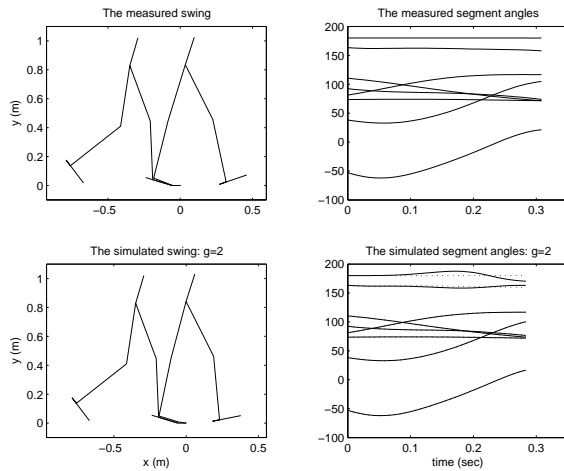 The measured swing
1
0.8
0.6
0.4
0.2
0
y (m)
−0.5 0 0.5
The measured segment angles
200
150
100
50
0
−50
−100
0 0.1 0.2 0.3
The simulated swing: g=2
1
0.8
0.6
0.4
0.2
0
y (m)
−0.5 0 0.5
x (m)
The simulated segment angles: g=2
200
150
100
50
0
−50
−100
0 0.1 0.2 0.3
time (sec)